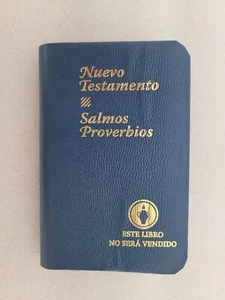 Nuevo
Testamento
Salmos
Proverbios
ESTE LIBRO
NO SERÁ VENDIDO